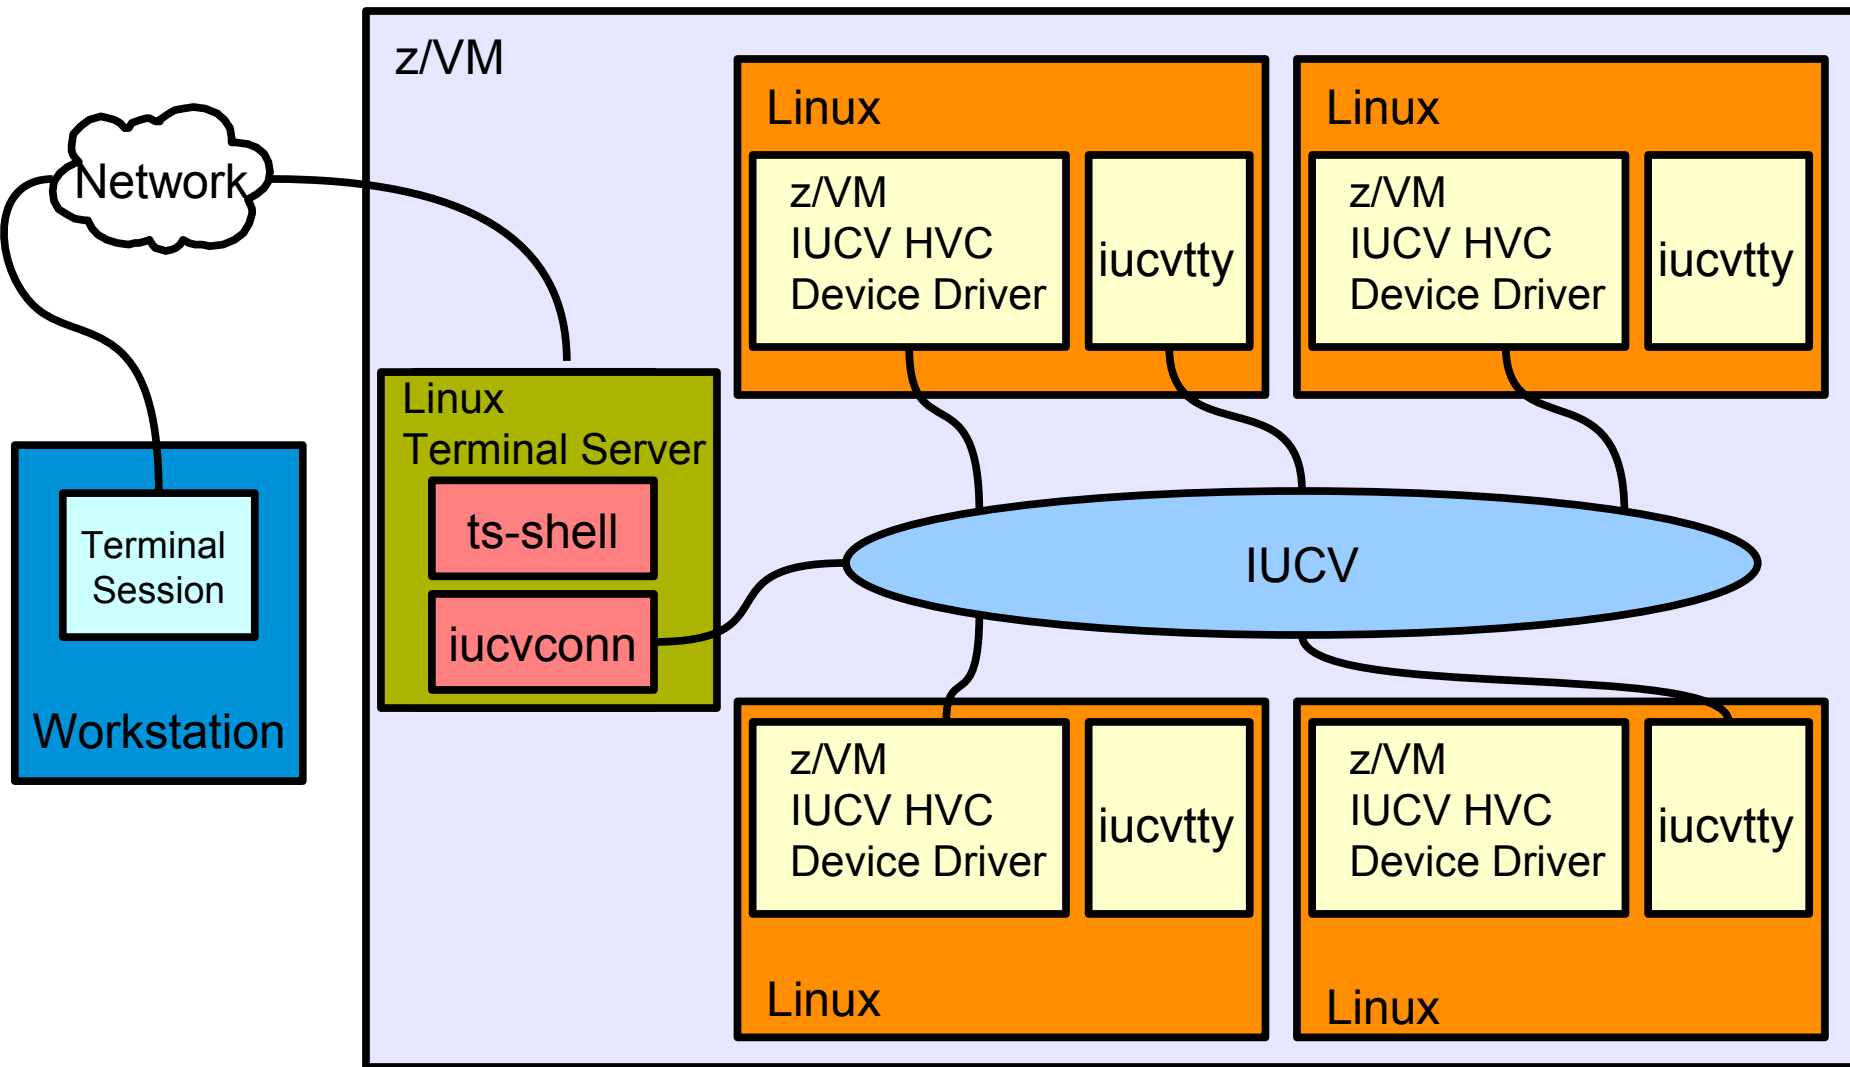 z/VM
Network
Terminal
Session
Workstation
Linux
Terminal Server
ts-shell
iucvconn
Linux
z/VM
IUCV HVC
Device Driver
iucvtty
Linux
z/VM
IUCV HVC
Device Driver
iucvtty
IUCV
z/VM
IUCV HVC
Device Driver
iucvtty
Linux
z/VM
IUCV HVC
Device Driver
iucvtty
Linux